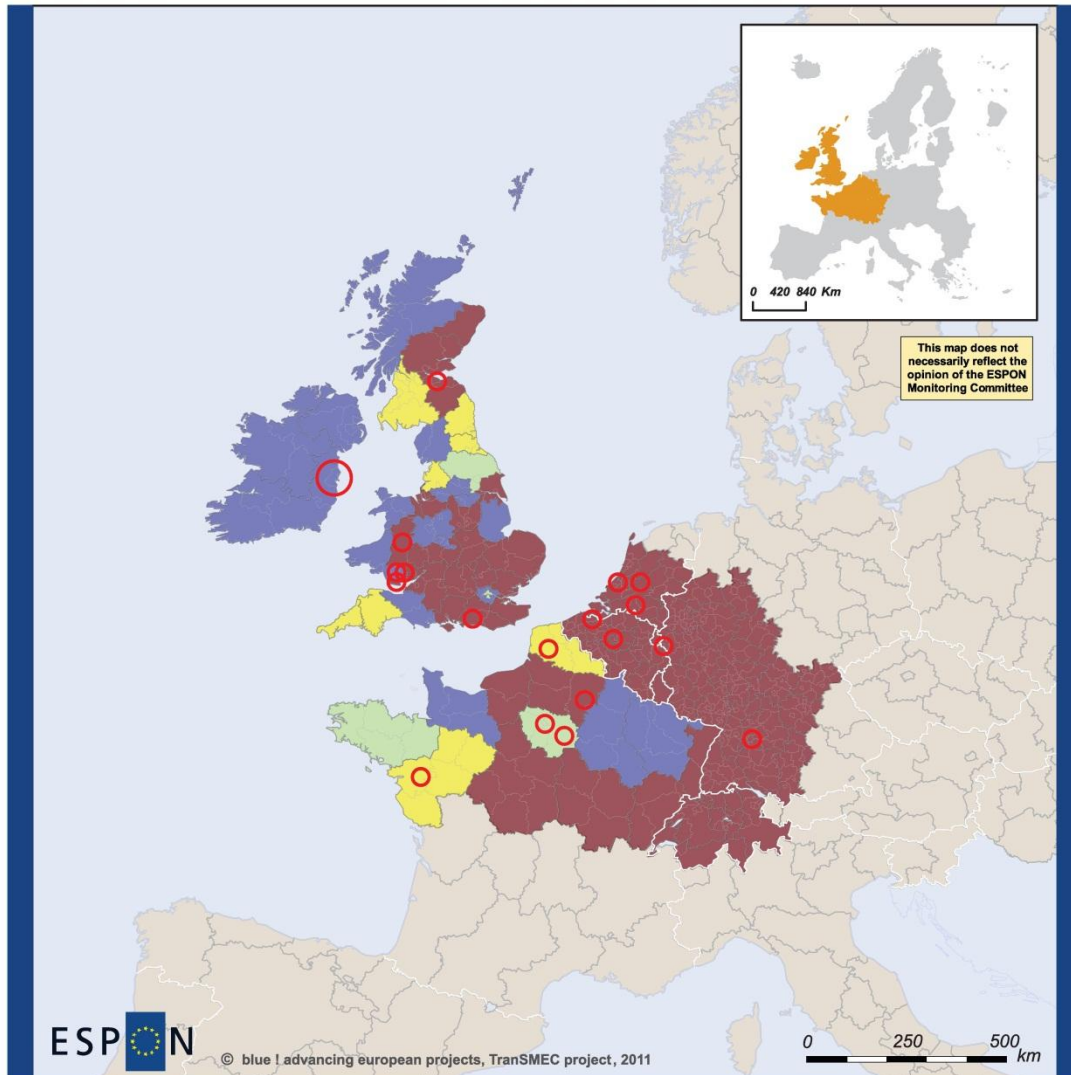 0 420 840 Km
This map does not
necessarily reflect the
opinion of the ESPON
Monitoring Committee
ESPON
© blue ! advancing european projects, TranSMEC project, 2011
0 250 500
km